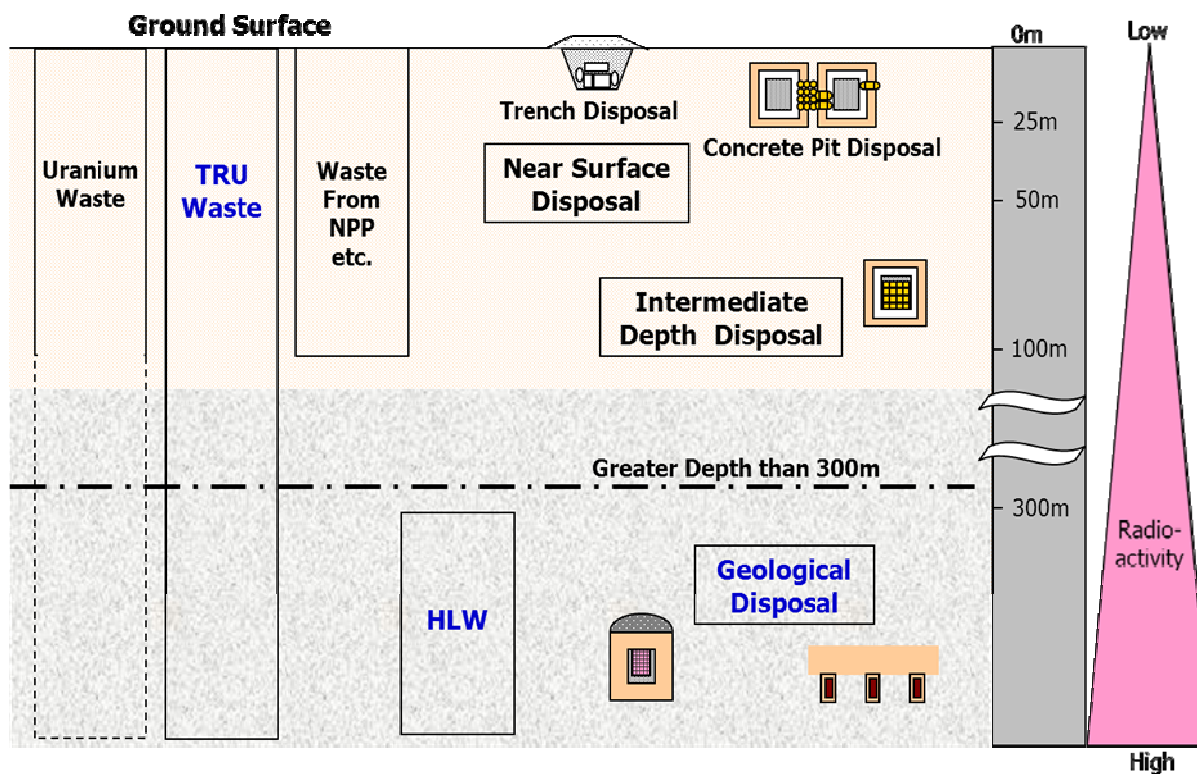 Ground Surface
0m
Low
Trench Disposal
25m
Concrete Pit Disposal
Uranium
Waste
TRU
Waste
Waste
From
NPP
etc.
Near Surface
Disposal
50m
Intermediate
Depth Disposal
100m
Greater Depth than 300m
300m
Radio-
activity
Geological
Disposal
HLW
High